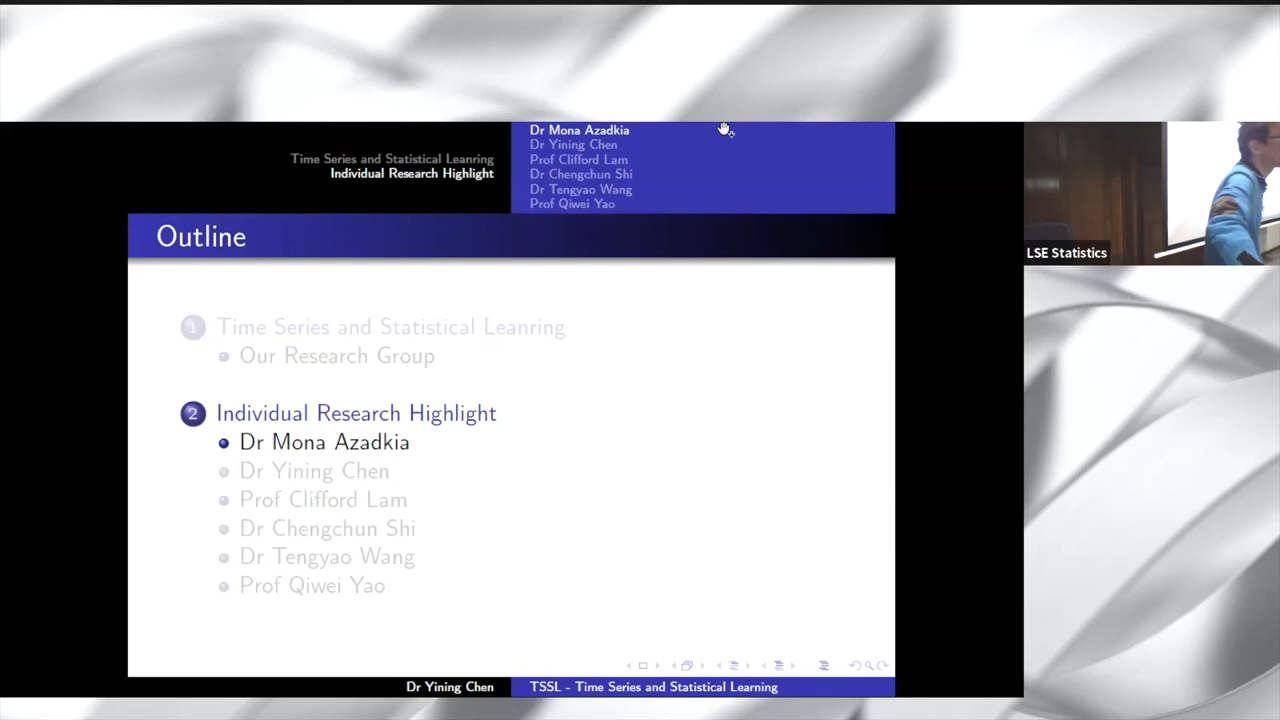 Time Series and Statistical Leanring
Individual Research Highlight
Dr Mona Azadkia
Dr Yining Chen
Prof Clifford Lam
Dr Chengchun Shi
Dr Tengyao Wang
Prof Qiwei Yao
Outline
1 Time Series and Statistical Leanring
Our Research Group
2 Individual Research Highlight
Dr Mona Azadkia
Dr Yining Chen
Prof Clifford Lam
Dr Chengchun Shi
Dr Tengyao Wang
Prof Qiwei Yao
Dr Yining Chen
TSSL - Time Series and Statistical Learning
LSE Statistics